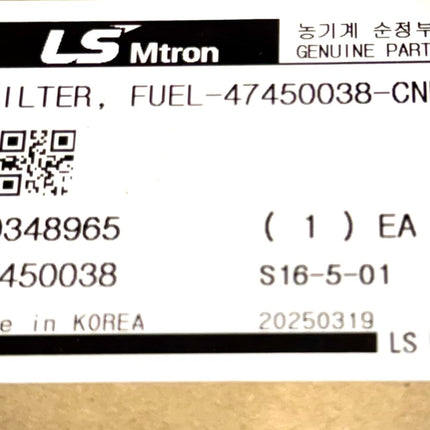 LS Mtron
농기계 순정부
GENUINE PART
ILTER, FUEL-47450038-CN
348965 ( 1 ) EA
450038 S16-5-01
e in KOREA 20250319
LS